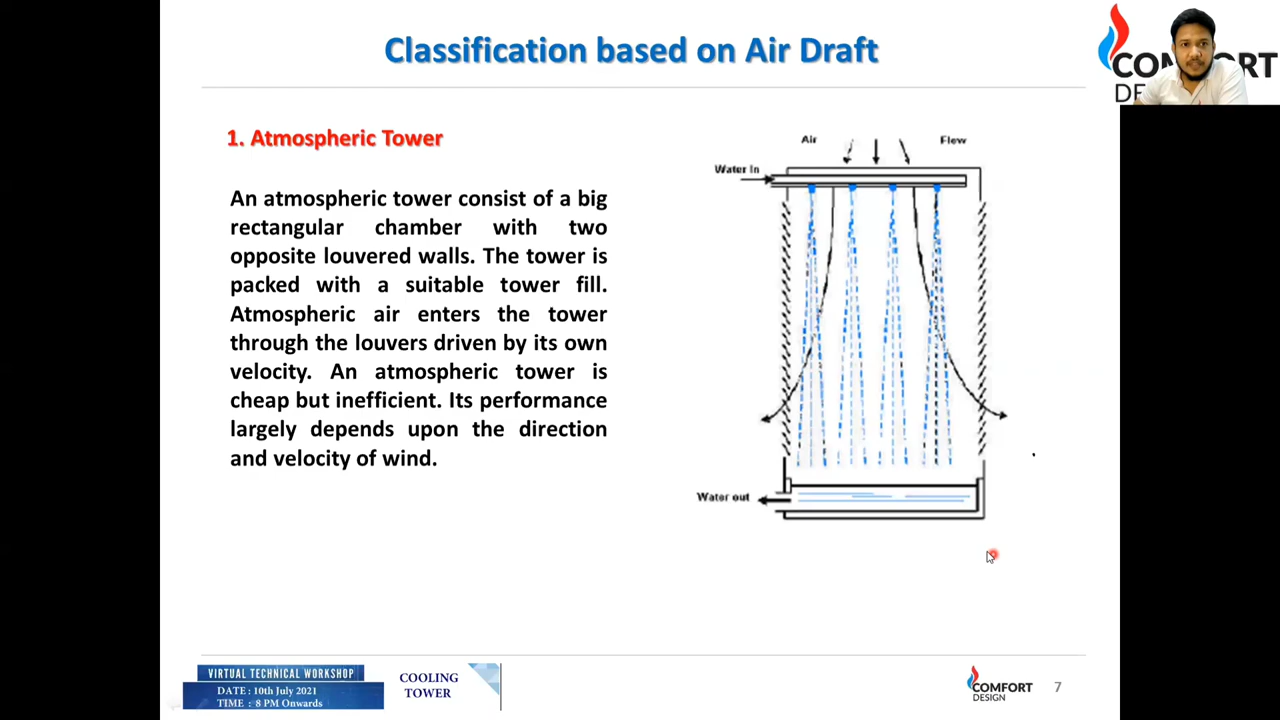 Classification based on Air Draft
COMFORT
1. Atmospheric Tower
An atmospheric tower consist of a big
rectangular chamber with two
opposite louvered walls. The tower is
packed with a suitable tower fill.
Atmospheric air enters the tower
through the louvers driven by its own
velocity. An atmospheric tower is
cheap but inefficient. Its performance
largely depends upon the direction
and velocity of wind.
Air Flew
Water In
Water out
VIRTUAL TECHNICAL WORKSHOP
DATE : 10th July 2021
TIME : 8 PM Onwards
COOLING
TOWER
COMFORT
DESIGN
7